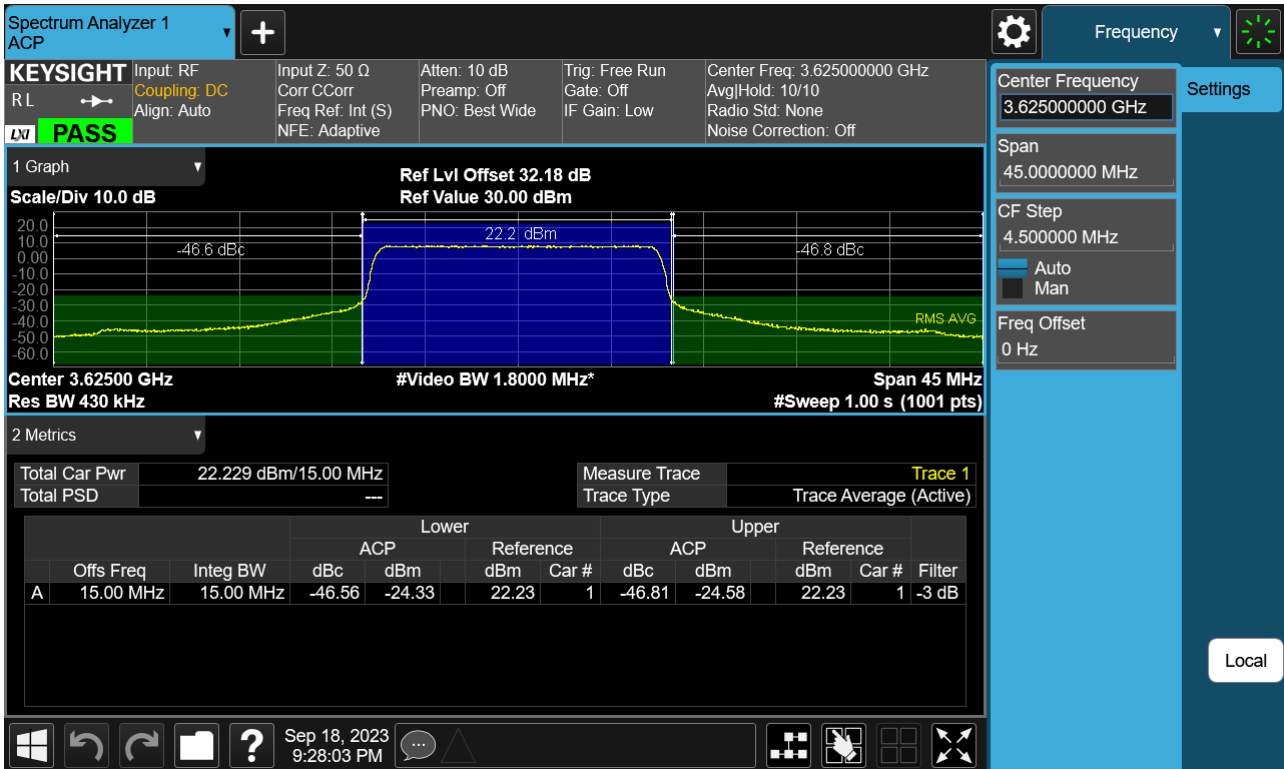 Spectrum Analyzer 1
ACP
Frequency
KEYSIGHT
R L
LXI
PASS
Input: RF
Coupling: DC
Align: Auto
Input Z: 50 Ω
Corr CCorr
Freq Ref: Int (S)
NFE: Adaptive
Atten: 10 dB
Preamp: Off
PNO: Best Wide
Trig: Free Run
Gate: Off
IF Gain: Low
Center Freq: 3.625000000 GHz
Avg|Hold: 10/10
Radio Std: None
Noise Correction: Off
Center Frequency
3.625000000 GHz
Settings
Span
45.0000000 MHz
CF Step
4.500000 MHz
Auto
Man
Freq Offset
0 Hz
1 Graph
Scale/Div 10.0 dB
Ref Lvl Offset 32.18 dB
Ref Value 30.00 dBm
20.0
10.0
0.00
-10.0
-20.0
-30.0
-40.0
-50.0
-60.0
-46.6 dBc
22.2 dBm
-46.8 dBc
RMS AVG
Center 3.62500 GHz
#Video BW 1.8000 MHz*
Span 45 MHz
Res BW 430 kHz
#Sweep 1.00 s (1001 pts)
2 Metrics
Total Car Pwr 22.229 dBm/15.00 MHz
Total PSD ---
Measure Trace Trace 1
Trace Type Trace Average (Active)
Lower Upper
ACP Reference ACP Reference
Offs Freq Integ BW dBc dBm dBm Car # dBc dBm dBm Car # Filter
A 15.00 MHz 15.00 MHz -46.56 -24.33 22.23 1 -46.81 -24.58 22.23 1 -3 dB
Local
Sep 18, 2023
9:28:03 PM